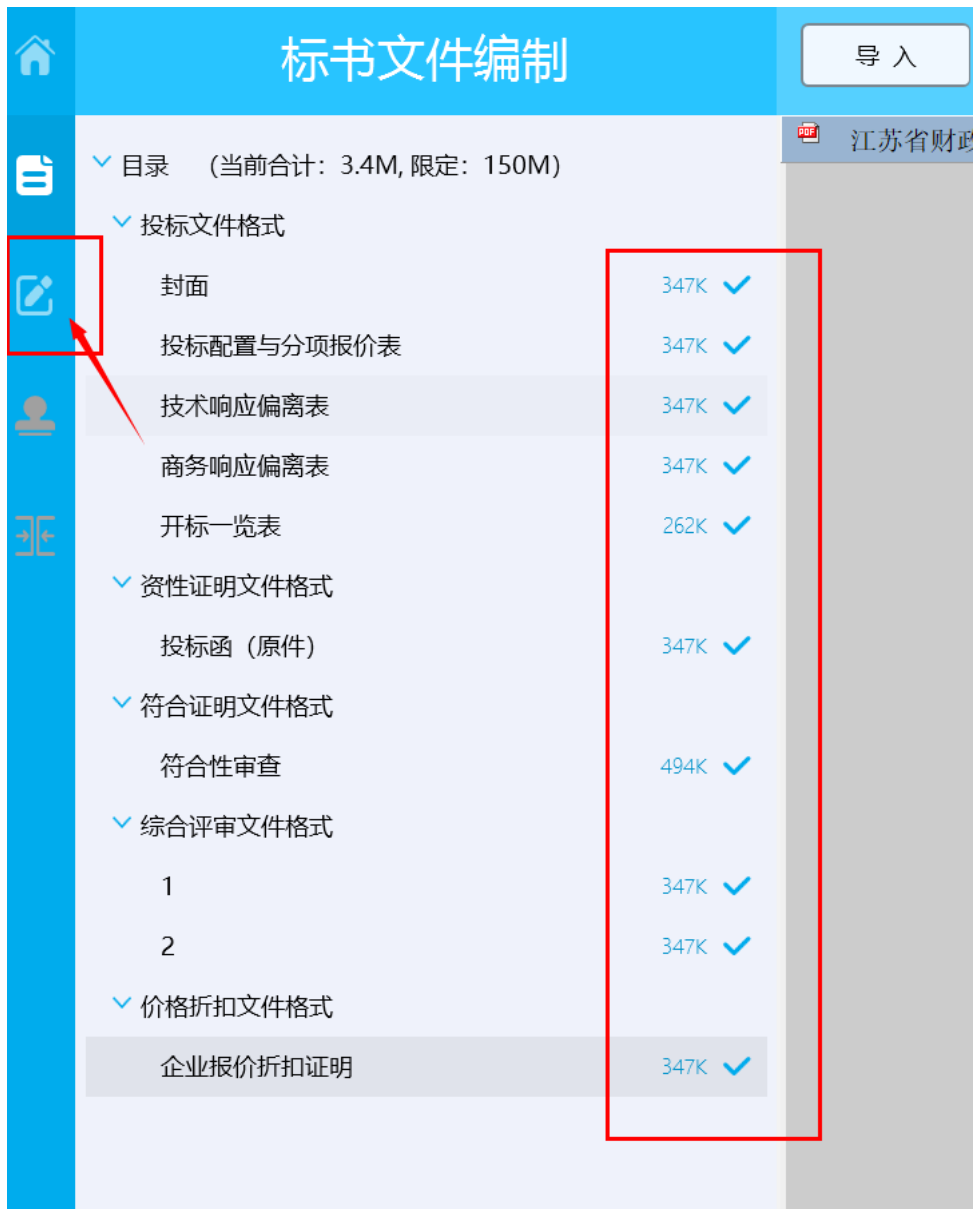 标书文件编制
导 入
目录 (当前合计：3.4M, 限定：150M)
PDF 江苏省财政
投标文件格式
封面 347K
投标配置与分项报价表 347K
技术响应偏离表 347K
商务响应偏离表 347K
开标一览表 262K
资性证明文件格式
投标函（原件） 347K
符合证明文件格式
符合性审查 494K
综合评审文件格式
1 347K
2 347K
价格折扣文件格式
企业报价折扣证明 347K